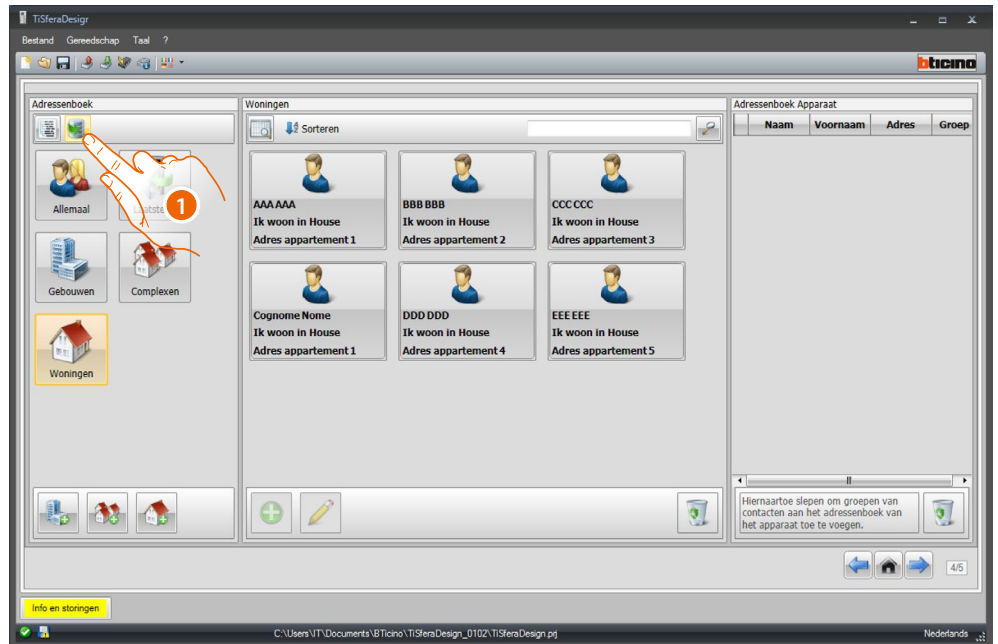 TiSferaDesigr
Bestand Gereedschap Taal ?
bticino
Adressenboek
Woningen
Adressenboek Apparaat
Sorteren
Naam Voornaam Adres Groep
Allemaal
1
Gebouwen
Complexen
Woningen
AAA AAA
Ik woon in House
Adres appartement 1
BBB BBB
Ik woon in House
Adres appartement 2
CCC CCC
Ik woon in House
Adres appartement 3
Cognome Nome
Ik woon in House
Adres appartement 1
DDD DDD
Ik woon in House
Adres appartement 4
EEE EEE
Ik woon in House
Adres appartement 5
Hiernaartoe slepen om groepen van
contacten aan het adressenboek van
het apparaat toe te voegen.
4/5
Info en storingen
C:\Users\IT\Documents\BTicino\TiSferaDesign_0102\TiSferaDesign.prj
Nederlands